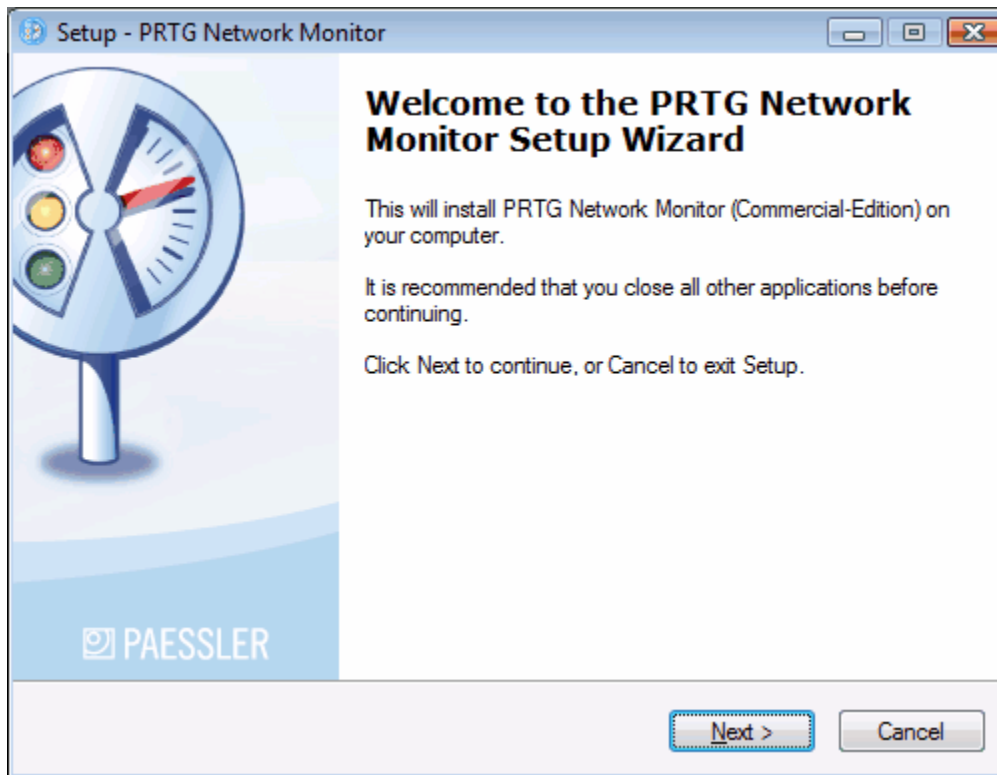 Setup - PRTG Network Monitor
Welcome to the PRTG Network
Monitor Setup Wizard
This will install PRTG Network Monitor (Commercial-Edition) on
your computer.
It is recommended that you close all other applications before
continuing.
Click Next to continue, or Cancel to exit Setup.
PAESSLER
Next >
Cancel